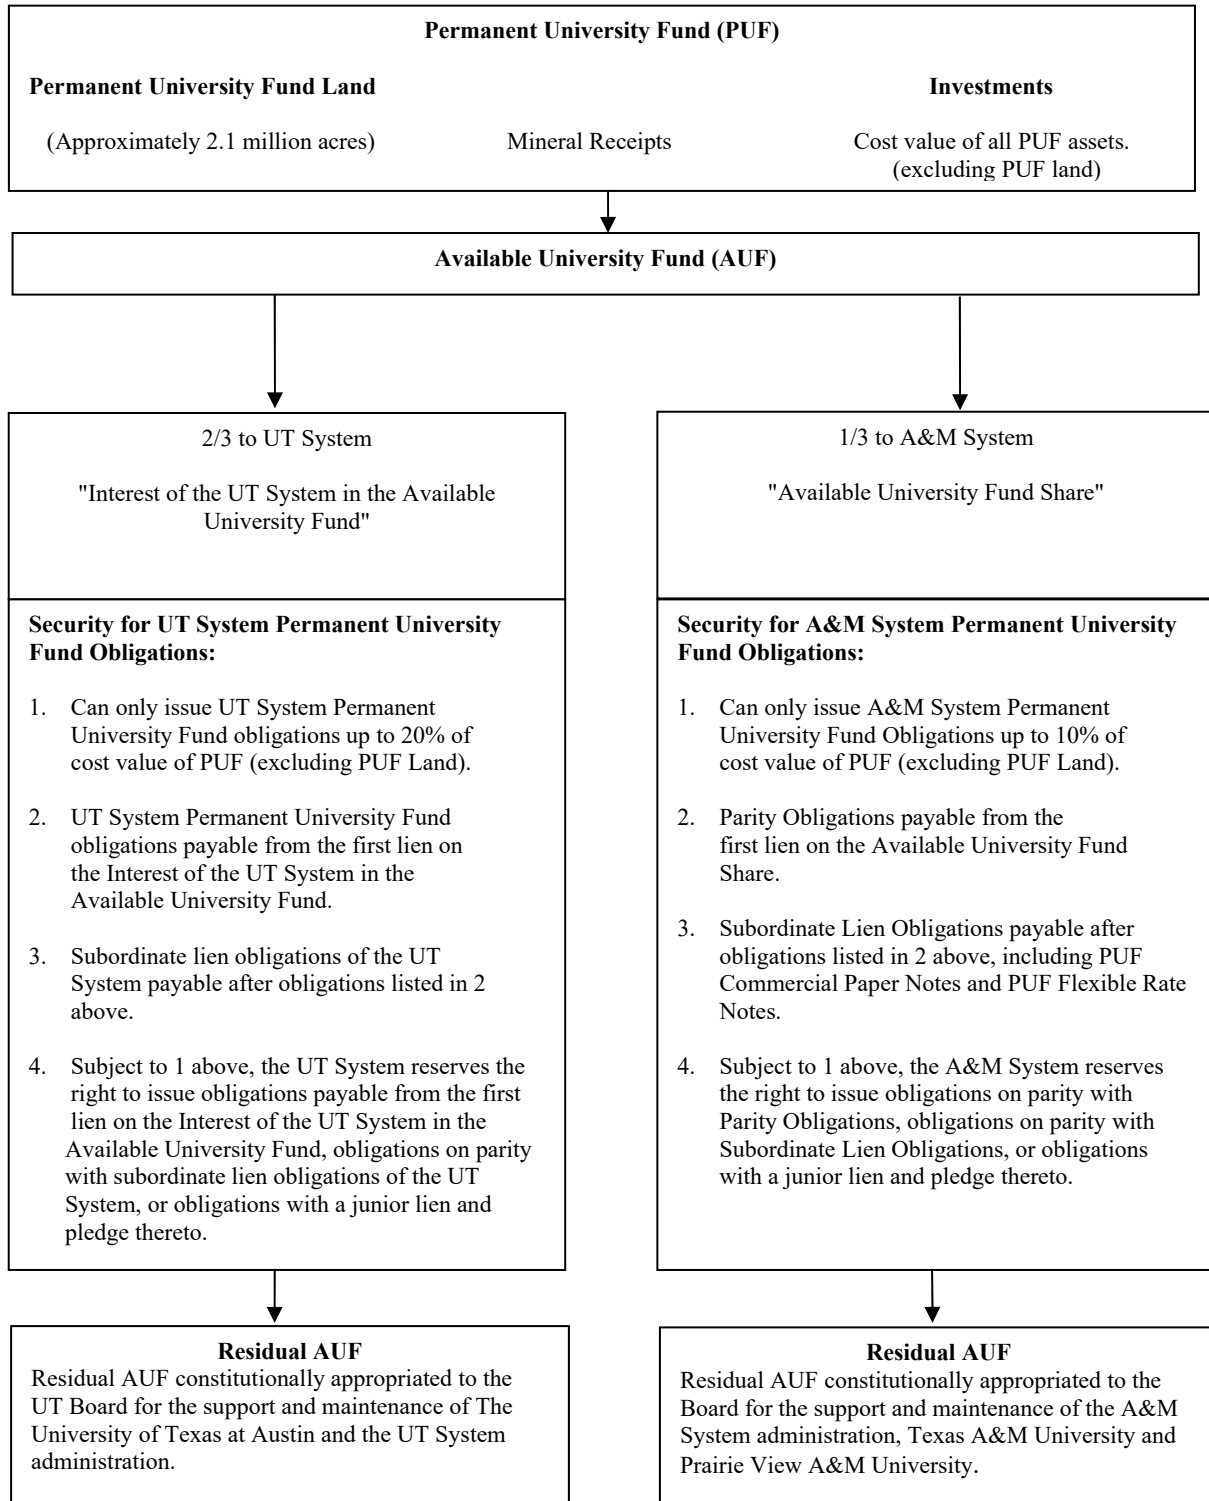 Permanent University Fund (PUF)
Permanent University Fund Land
Investments
(Approximately 2.1 million acres)
Mineral Receipts
Cost value of all PUF assets.
(excluding PUF land)
Available University Fund (AUF)
2/3 to UT System
"Interest of the UT System in the Available
University Fund"
Security for UT System Permanent University
Fund Obligations:
1. Can only issue UT System Permanent
University Fund obligations up to 20% of
cost value of PUF (excluding PUF Land).
2. UT System Permanent University Fund
obligations payable from the first lien on
the Interest of the UT System in the
Available University Fund.
3. Subordinate lien obligations of the UT
System payable after obligations listed in 2
above.
4. Subject to 1 above, the UT System reserves the
right to issue obligations payable from the first
lien on the Interest of the UT System in the
Available University Fund, obligations on parity
with subordinate lien obligations of the UT
System, or obligations with a junior lien and
pledge thereto.
Residual AUF
Residual AUF constitutionally appropriated to the
UT Board for the support and maintenance of The
University of Texas at Austin and the UT System
administration.
1/3 to A&M System
"Available University Fund Share"
Security for A&M System Permanent University
Fund Obligations:
1. Can only issue A&M System Permanent
University Fund Obligations up to 10% of
cost value of PUF (excluding PUF Land).
2. Parity Obligations payable from the
first lien on the Available University Fund
Share.
3. Subordinate Lien Obligations payable after
obligations listed in 2 above, including PUF
Commercial Paper Notes and PUF Flexible Rate
Notes.
4. Subject to 1 above, the A&M System reserves
the right to issue obligations on parity with
Parity Obligations, obligations on parity with
Subordinate Lien Obligations, or obligations
with a junior lien and pledge thereto.
Residual AUF
Residual AUF constitutionally appropriated to the
Board for the support and maintenance of the A&M
System administration, Texas A&M University and
Prairie View A&M University.